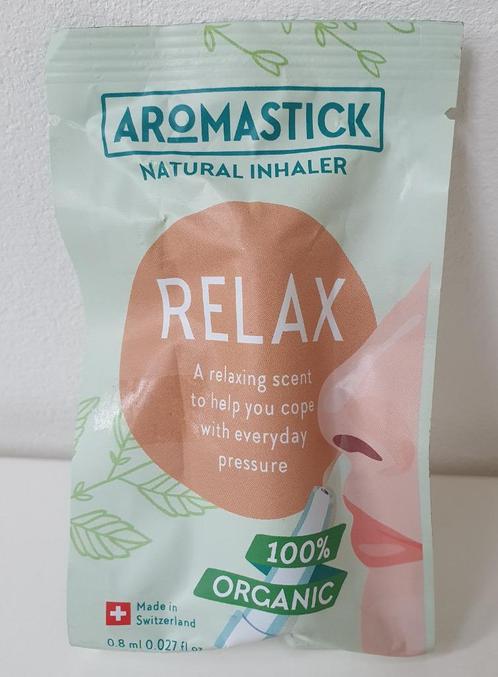 AROMASTICK
NATURAL INHALER
RELAX
A relaxing scent
to help you cope
with everyday
pressure
100%
ORGANIC
Made in
Switzerland
0.8 ml 0.027 fl oz